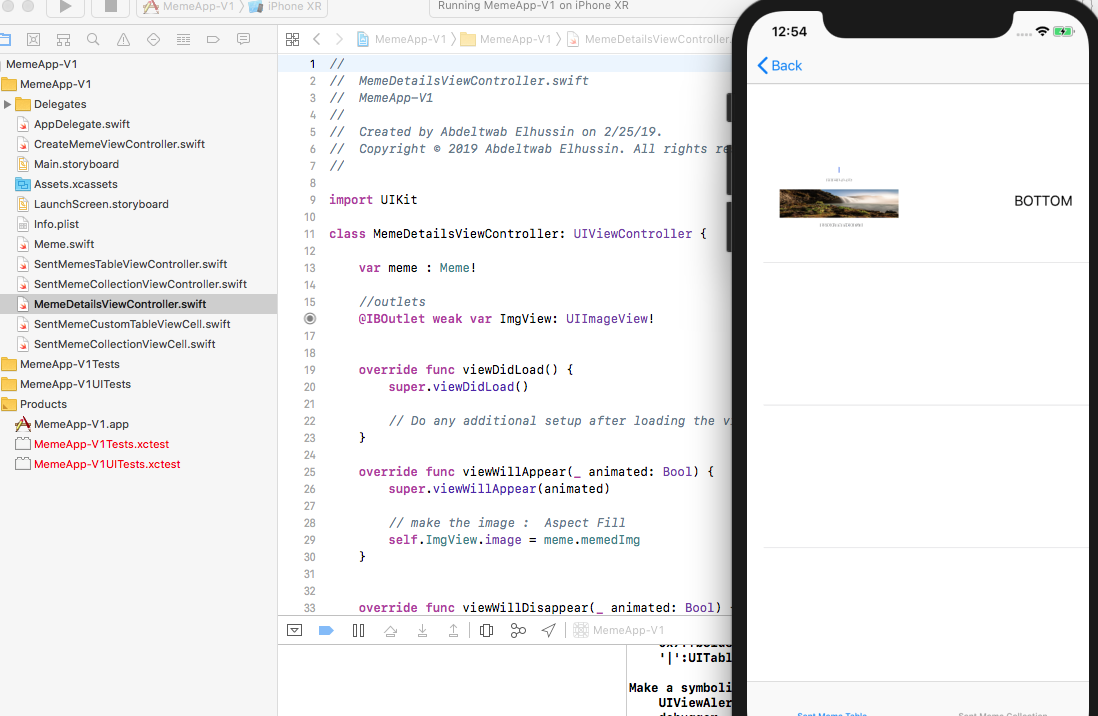 MemeApp-V1 iPhone XR
Running MemeApp-V1 on iPhone XR
MemeApp-V1 MemeApp-V1 MemeDetailsViewController.
MemeApp-V1
MemeApp-V1
Delegates
AppDelegate.swift
CreateMemeViewController.swift
Main.storyboard
Assets.xcassets
LaunchScreen.storyboard
Info.plist
Meme.swift
SentMemesTableViewController.swift
SentMemeCollectionViewController.swift
MemeDetailsViewController.swift
SentMemeCustomTableViewCell.swift
SentMemeCollectionViewCell.swift
MemeApp-V1Tests
MemeApp-V1UITests
Products
MemeApp-V1.app
MemeApp-V1Tests.xctest
MemeApp-V1UITests.xctest
1 //
2 // MemeDetailsViewController.swift
3 // MemeApp-V1
4 //
5 // Created by Abdeltwab Elhussin on 2/25/19.
6 // Copyright © 2019 Abdeltwab Elhussin. All rights re
7 //
8
9 import UIKit
10
11 class MemeDetailsViewController: UIViewController {
12
13 var meme : Meme!
14
15 //outlets
@IBOutlet weak var ImgView: UIImageView!
17
18
19 override func viewDidLoad() {
20 super.viewDidLoad()
21
22 // Do any additional setup after loading the vi
23 }
24
25 override func viewWillAppear(_ animated: Bool) {
26 super.viewWillAppear(animated)
27
28 // make the image : Aspect Fill
29 self.ImgView.image = meme.memedImg
30 }
31
32
33 override func viewWillDisappear(_ animated: Bool) {
MemeApp-V1
'|':UITabl
Make a symboli
UIViewAler
12:54
Back
BOTTOM
Sent Meme Table
Sent Meme Collection